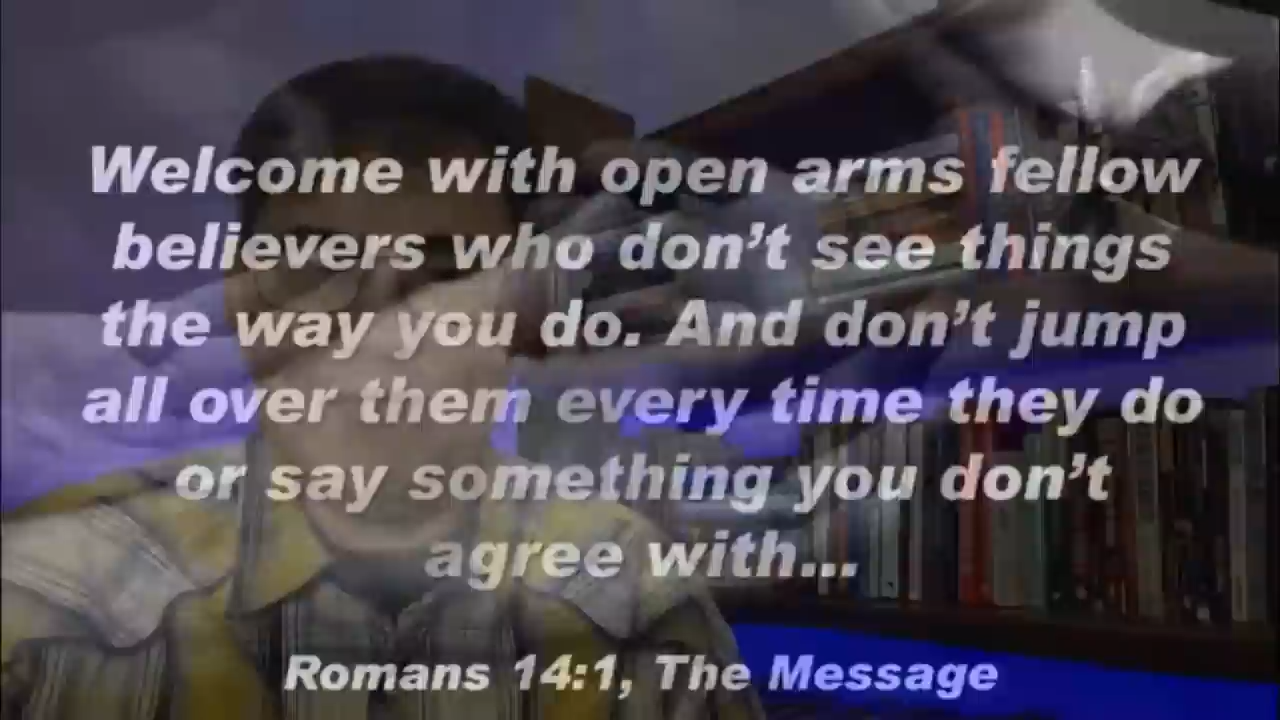 Welcome with open arms fellow
believers who don't see things
the way you do. And don't jump
all over them every time they do
or say something you don't
agree with...
Romans 14:1, The Message